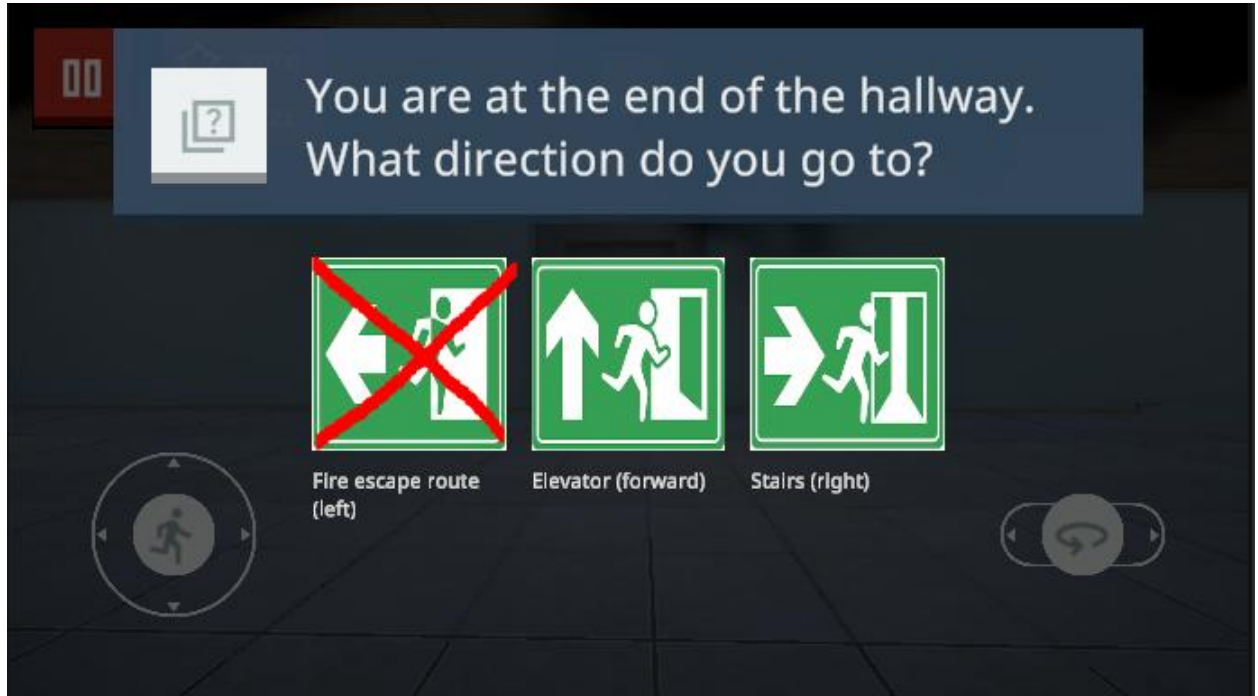 You are at the end of the hallway.
What direction do you go to?
?
Fire escape route
(left)
Elevator (forward)
Stairs (right)